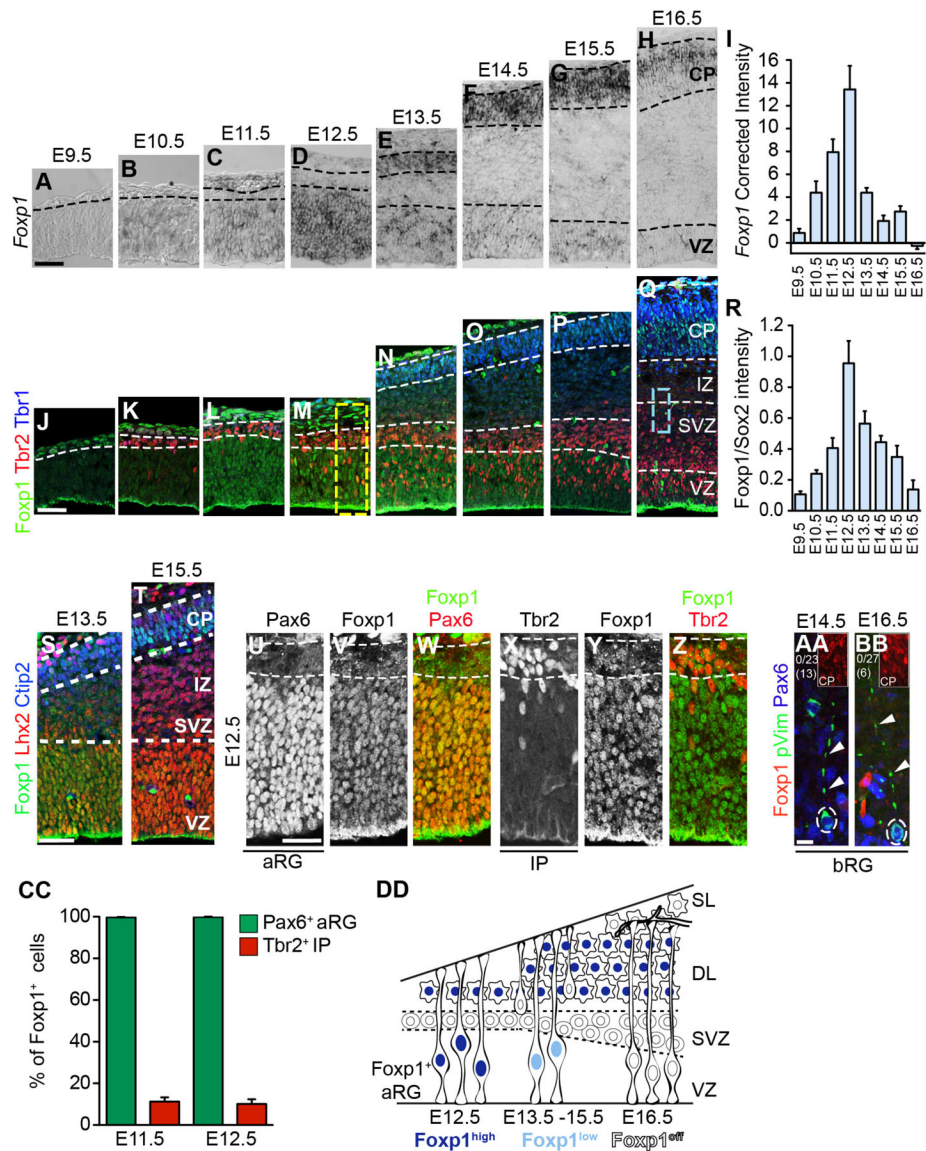 E9.5 E10.5 E11.5 E12.5 E13.5 E14.5 E15.5 E16.5
A B C D E F G H
Foxp1
CP
VZ
I
Foxp1 Corrected Intensity
16
14
12
10
8
6
4
2
0
E9.5 E10.5 E11.5 E12.5 E13.5 E14.5 E15.5 E16.5
J K L M N O P Q
Foxp1 Tbr2 Tbr1
CP
IZ
SVZ
VZ
R
Foxp1/Sox2 intensity
1.2
1.0
0.8
0.6
0.4
0.2
0.0
E9.5 E10.5 E11.5 E12.5 E13.5 E14.5 E15.5 E16.5
E13.5 E15.5
S T
Foxp1 Lhx2 Ctip2
CP
IZ
SVZ
VZ
E12.5
Pax6 Foxp1 Foxp1 Pax6
U V W
aRG
Tbr2 Foxp1 Foxp1 Tbr2
X Y Z
IP
E14.5 E16.5
AA BB
0/23 (13) CP
0/27 (6) CP
Foxp1 pVim Pax6
bRG
CC
% of Foxp1+ cells
100
80
60
40
20
0
E11.5 E12.5
Pax6+ aRG
Tbr2+ IP
DD
SL
DL
SVZ
VZ
Foxp1+
aRG
E12.5 E13.5 -15.5 E16.5
Foxp1high Foxp1low Foxp1off